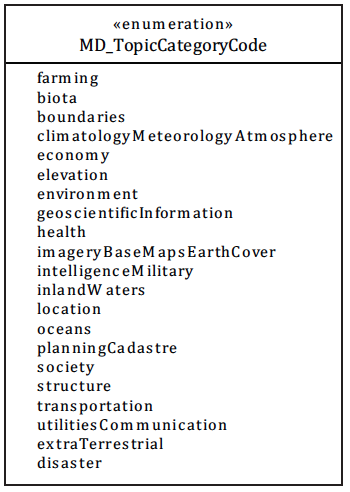 «enumeration»
MD_TopicCategoryCode
farming
biota
boundaries
climatologyMeteorologyAtmosphere
economy
elevation
environment
geoscientificInformation
health
imageryBaseMapsEarthCover
intelligenceMilitary
inlandWaters
location
oceans
planningCadastre
society
structure
transportation
utilitiesCommunication
extraTerrestrial
disaster